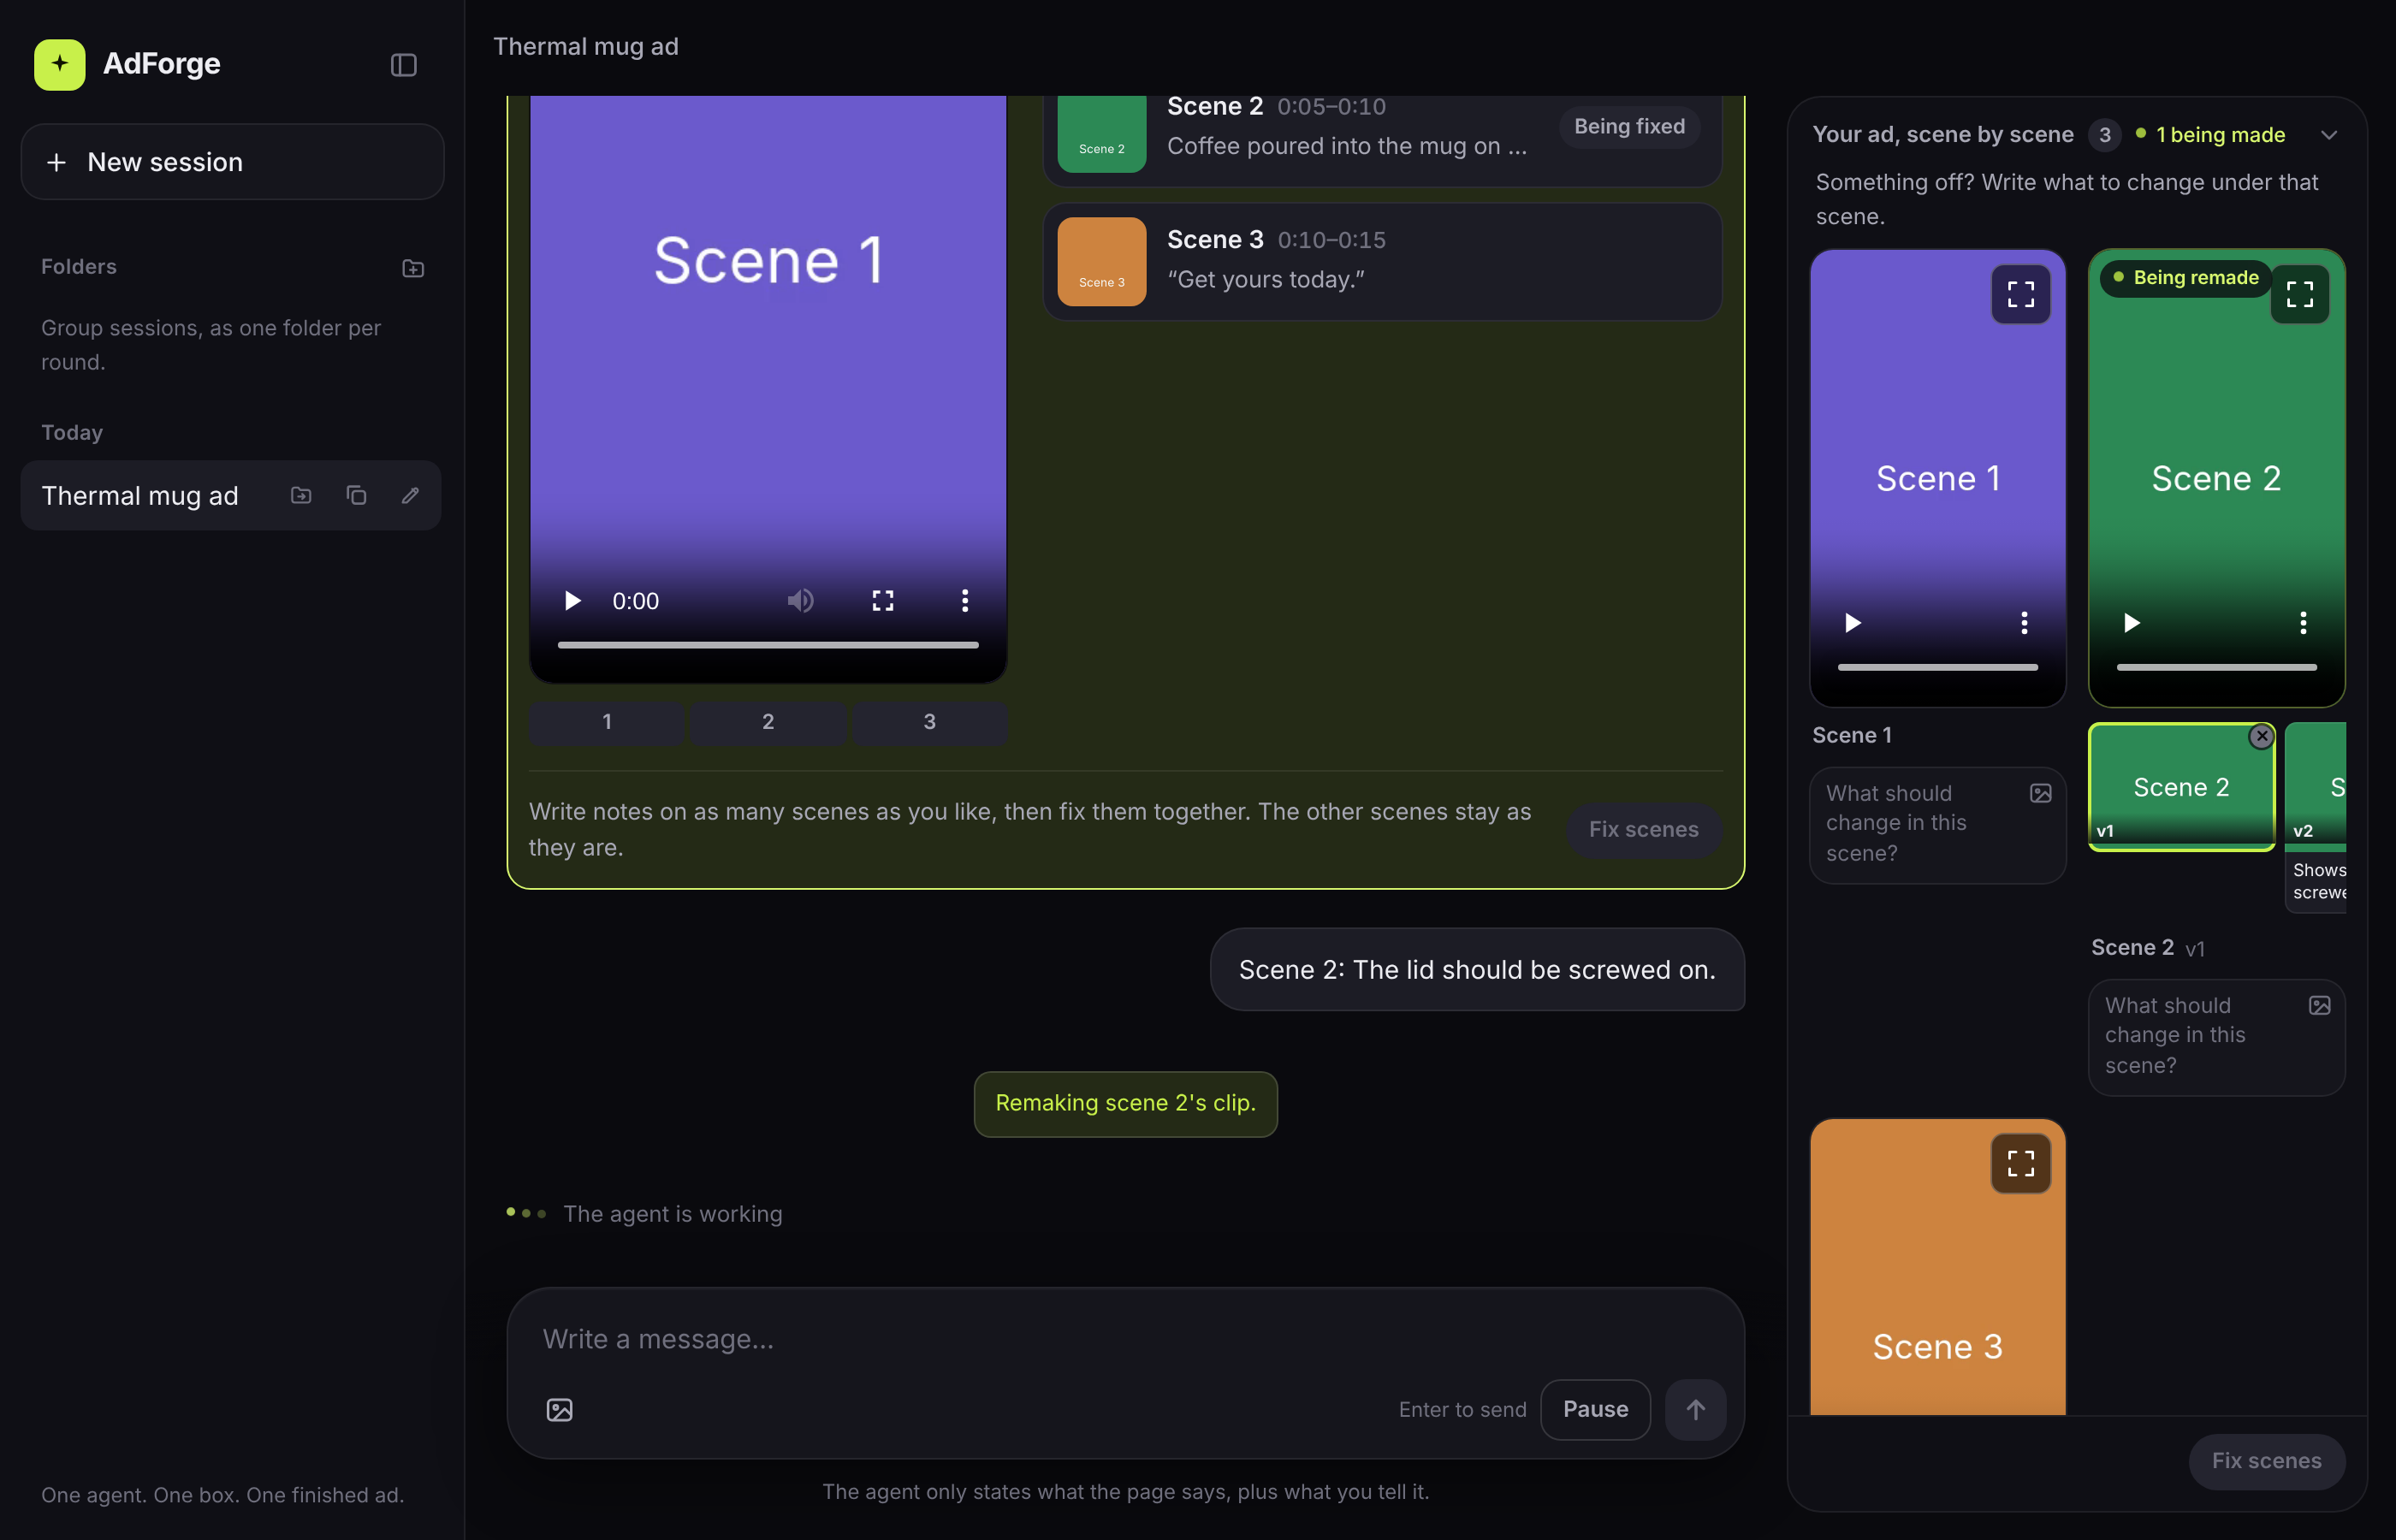 AdForge
New session
Folders
Group sessions, as one folder per
round.
Today
Thermal mug ad
One agent. One box. One finished ad.
Thermal mug ad
Scene 1
0:00
1 2 3
Scene 2
Scene 2 0:05–0:10
Coffee poured into the mug on ...
Being fixed
Scene 3
Scene 3 0:10–0:15
“Get yours today.”
Write notes on as many scenes as you like, then fix them together. The other scenes stay as
they are.
Fix scenes
Scene 2: The lid should be screwed on.
Remaking scene 2's clip.
The agent is working
Write a message...
Enter to send
Pause
The agent only states what the page says, plus what you tell it.
Your ad, scene by scene 3 1 being made
Something off? Write what to change under that
scene.
Scene 1
Scene 1
What should
change in this
scene?
Being remade
Scene 2
Scene 2
v1
S
v2
Shows
Scene 2 v1
What should
change in this
scene?
Scene 3
Fix scenes